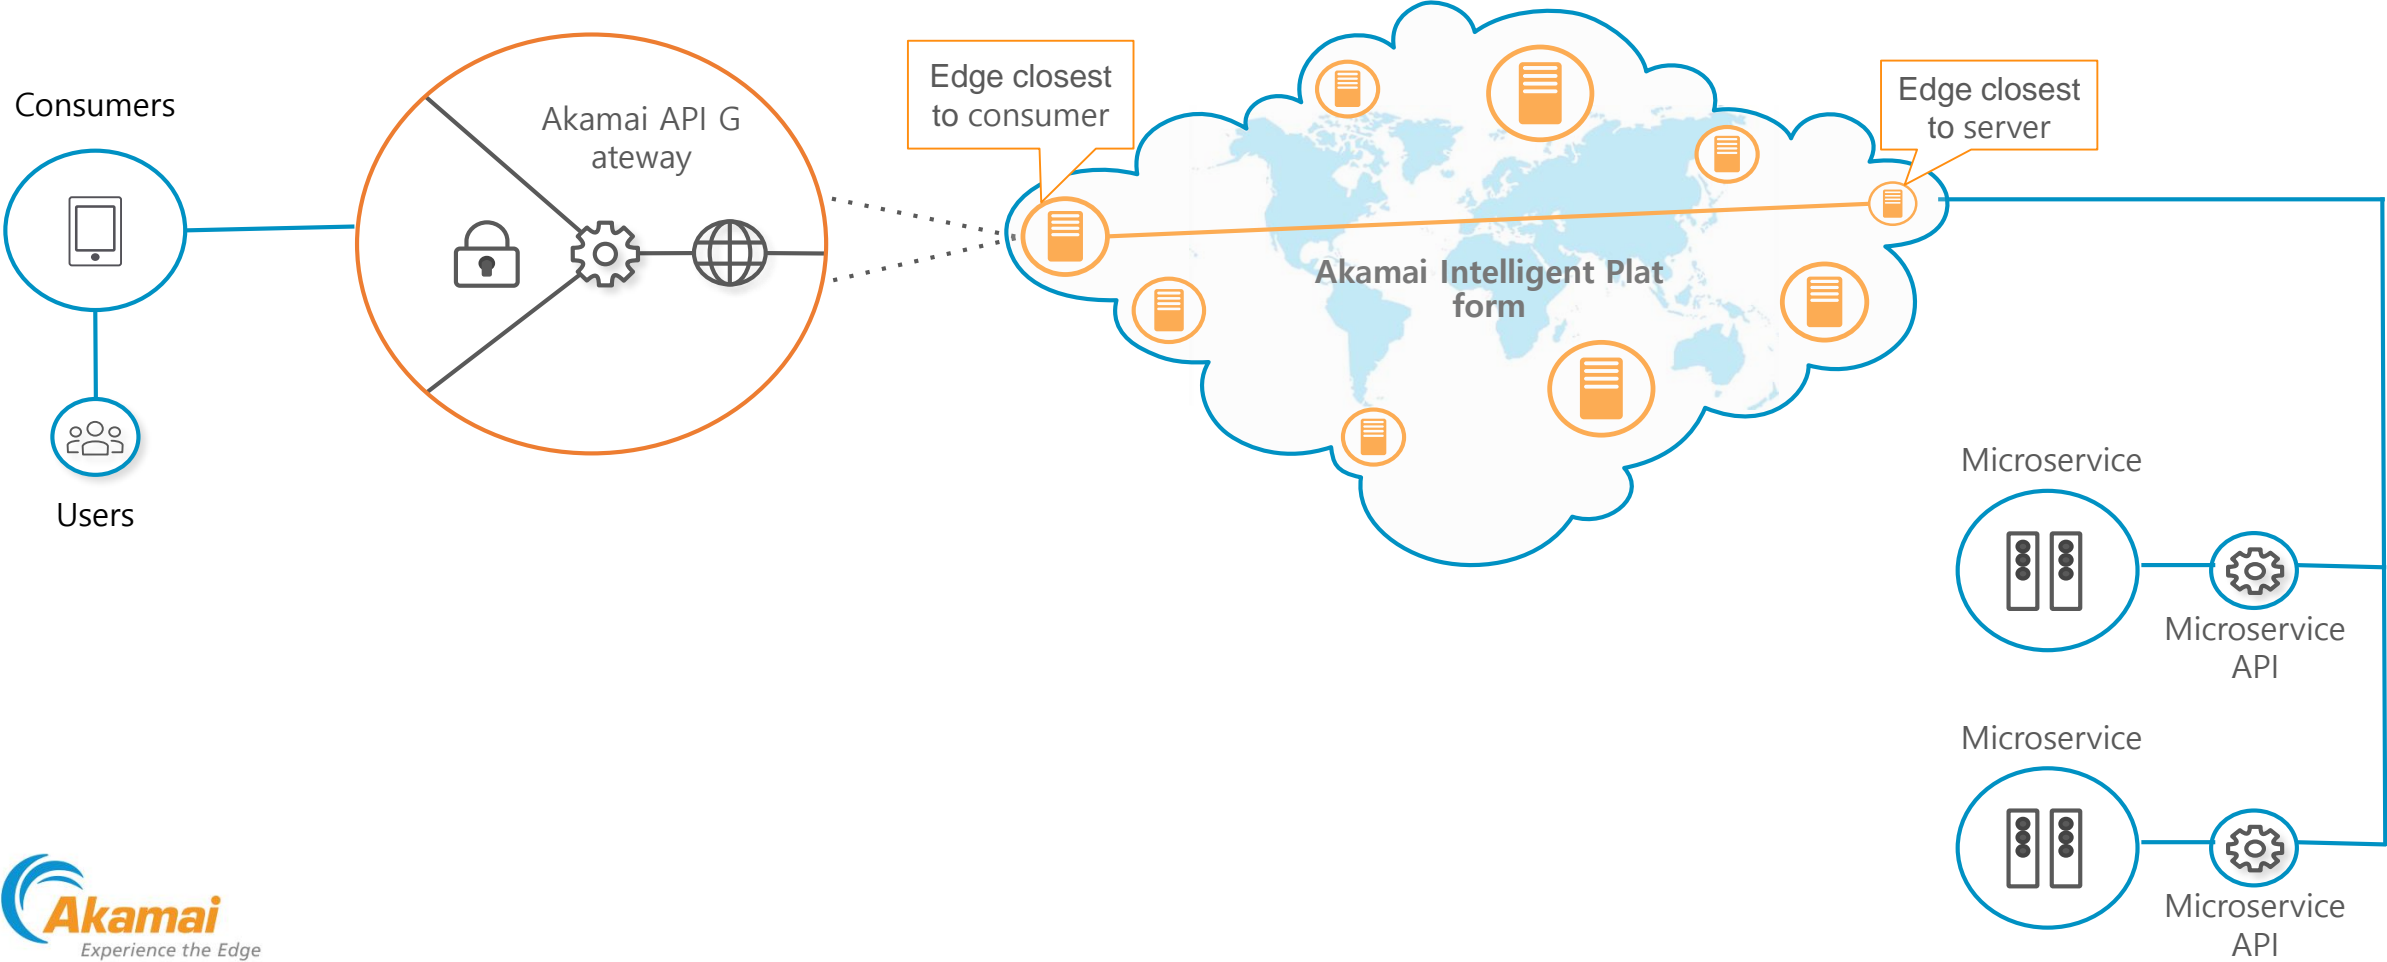 Consumers
Users
Akamai API G
ateway
Edge closest
to consumer
Edge closest
to server
Akamai Intelligent Plat
form
Microservice
Microservice
API
Microservice
Microservice
API
Akamai
Experience the Edge